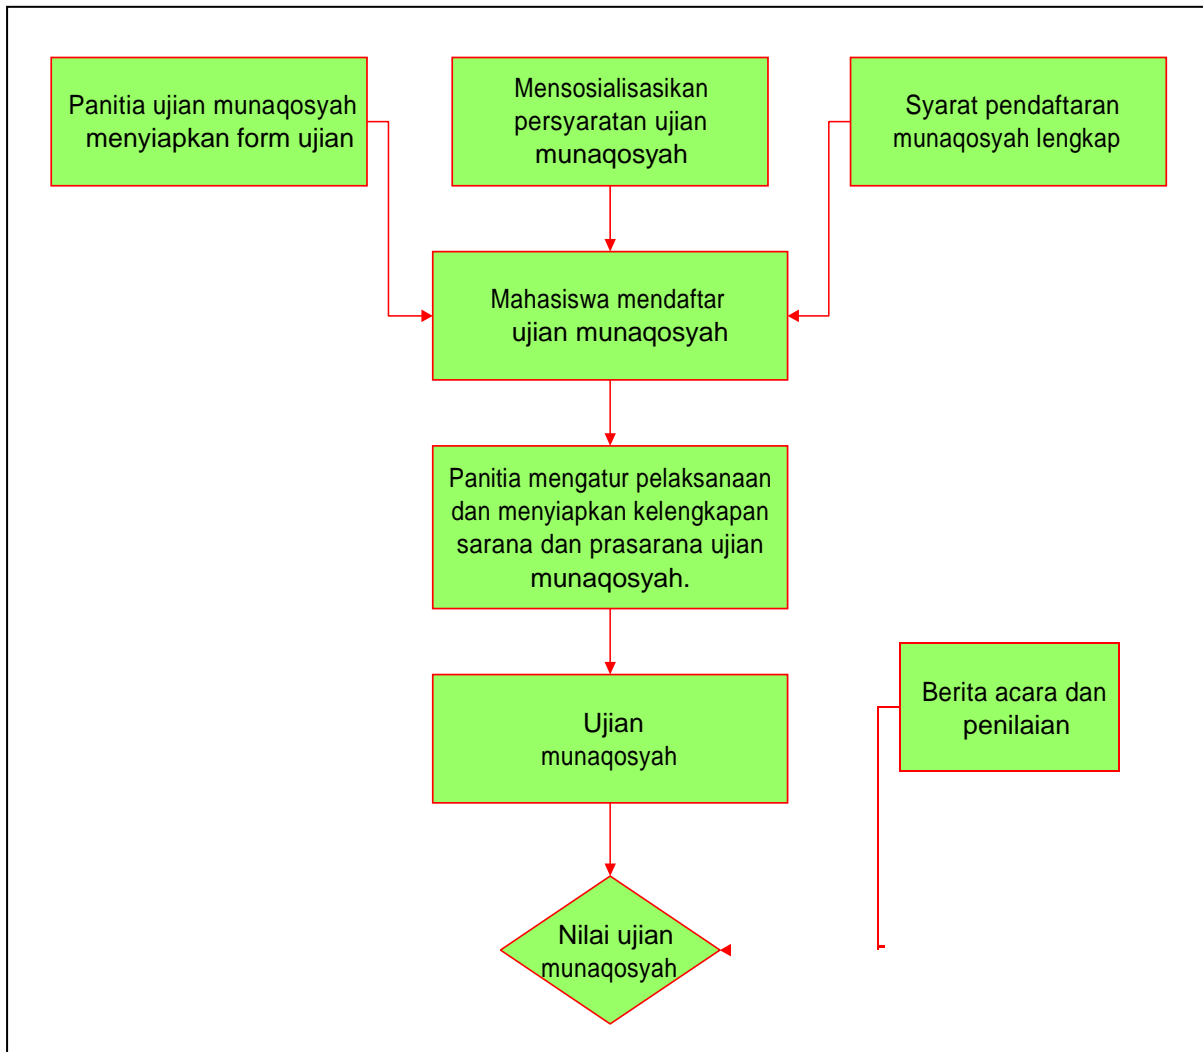 Panitia ujian munaqosyah
menyiapkan form ujian
Mensosialisasikan
persyaratan ujian
munaqosyah
Syarat pendaftaran
munaqosyah lengkap
Mahasiswa mendaftar
ujian munaqosyah
Panitia mengatur pelaksanaan
dan menyiapkan kelengkapan
sarana dan prasarana ujian
munaqosyah.
Ujian
munaqosyah
Berita acara dan
penilaian
Nilai ujian
munaqosyah